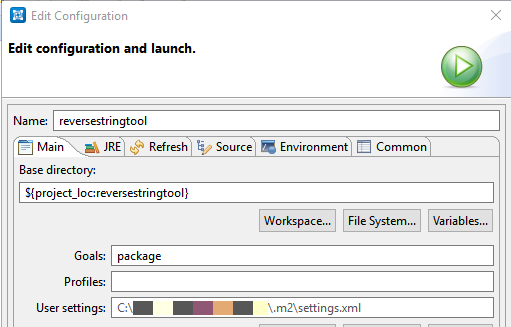 Edit Configuration
Edit configuration and launch.
Name: reversestringtool
Main JRE Refresh Source Environment Common
Base directory:
${project_loc:reversestringtool}
Workspace... File System... Variables...
Goals: package
Profiles:
User settings: C:\ \.m2\settings.xml